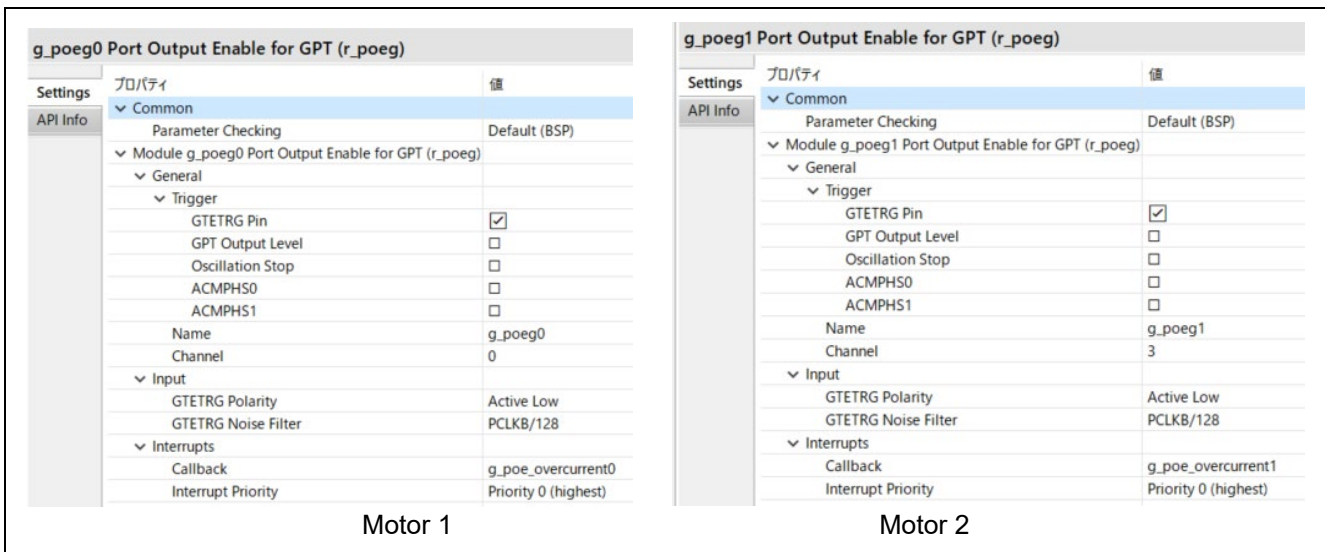 g_poeg0 Port Output Enable for GPT (r_poeg)
Settings
API Info
プロパティ 値
Common
Parameter Checking Default (BSP)
Module g_poeg0 Port Output Enable for GPT (r_poeg)
General
Trigger
GTETRG Pin
GPT Output Level
Oscillation Stop
ACMPHS0
ACMPHS1
Name g_poeg0
Channel 0
Input
GTETRG Polarity Active Low
GTETRG Noise Filter PCLKB/128
Interrupts
Callback g_poe_overcurrent0
Interrupt Priority Priority 0 (highest)
Motor 1
g_poeg1 Port Output Enable for GPT (r_poeg)
Settings
API Info
プロパティ 値
Common
Parameter Checking Default (BSP)
Module g_poeg1 Port Output Enable for GPT (r_poeg)
General
Trigger
GTETRG Pin
GPT Output Level
Oscillation Stop
ACMPHS0
ACMPHS1
Name g_poeg1
Channel 3
Input
GTETRG Polarity Active Low
GTETRG Noise Filter PCLKB/128
Interrupts
Callback g_poe_overcurrent1
Interrupt Priority Priority 0 (highest)
Motor 2